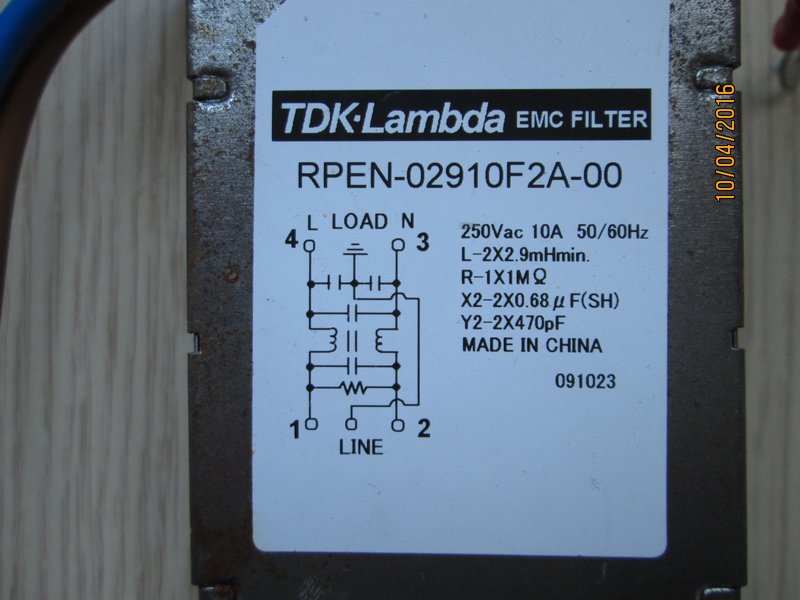 TDK·Lambda EMC FILTER
RPEN-02910F2A-00
L LOAD N
4 3
1 2
LINE
250Vac 10A 50/60Hz
L-2X2.9mHmin.
R-1X1MΩ
X2-2X0.68μF(SH)
Y2-2X470pF
MADE IN CHINA
091023
10/04/2016